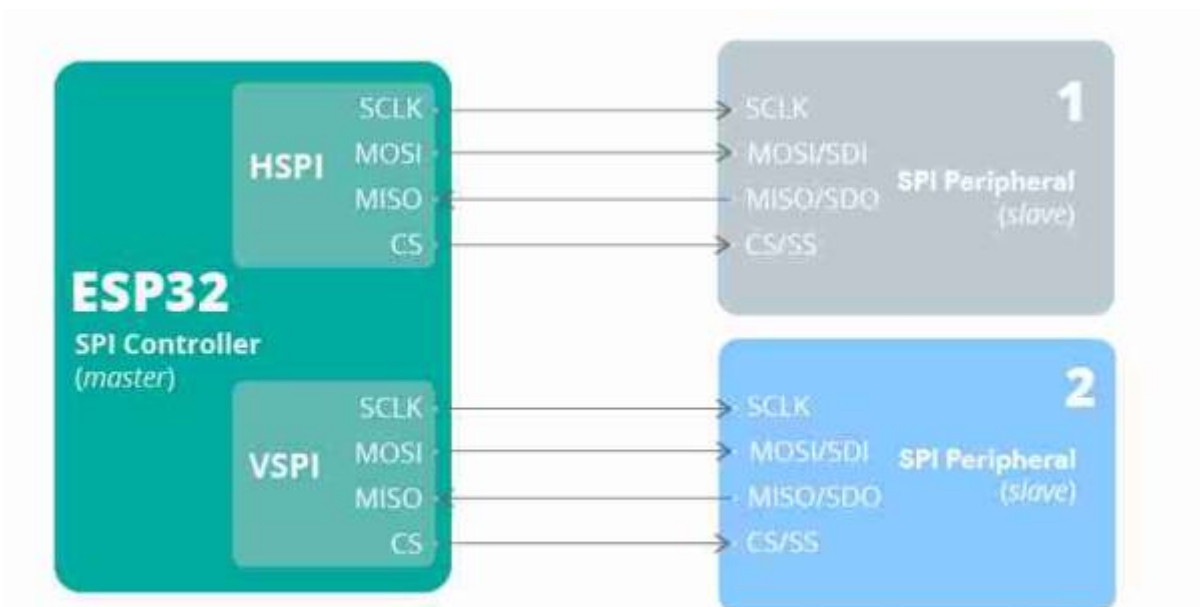 ESP32
SPI Controller
(master)
HSPI
SCLK
MOSI
MISO
CS
VSPI
SCLK
MOSI
MISO
CS
1
SPI Peripheral
(slave)
SCLK
MOSI/SDI
MISO/SDO
CS/SS
2
SPI Peripheral
(slave)
SCLK
MOSI/SDI
MISO/SDO
CS/SS